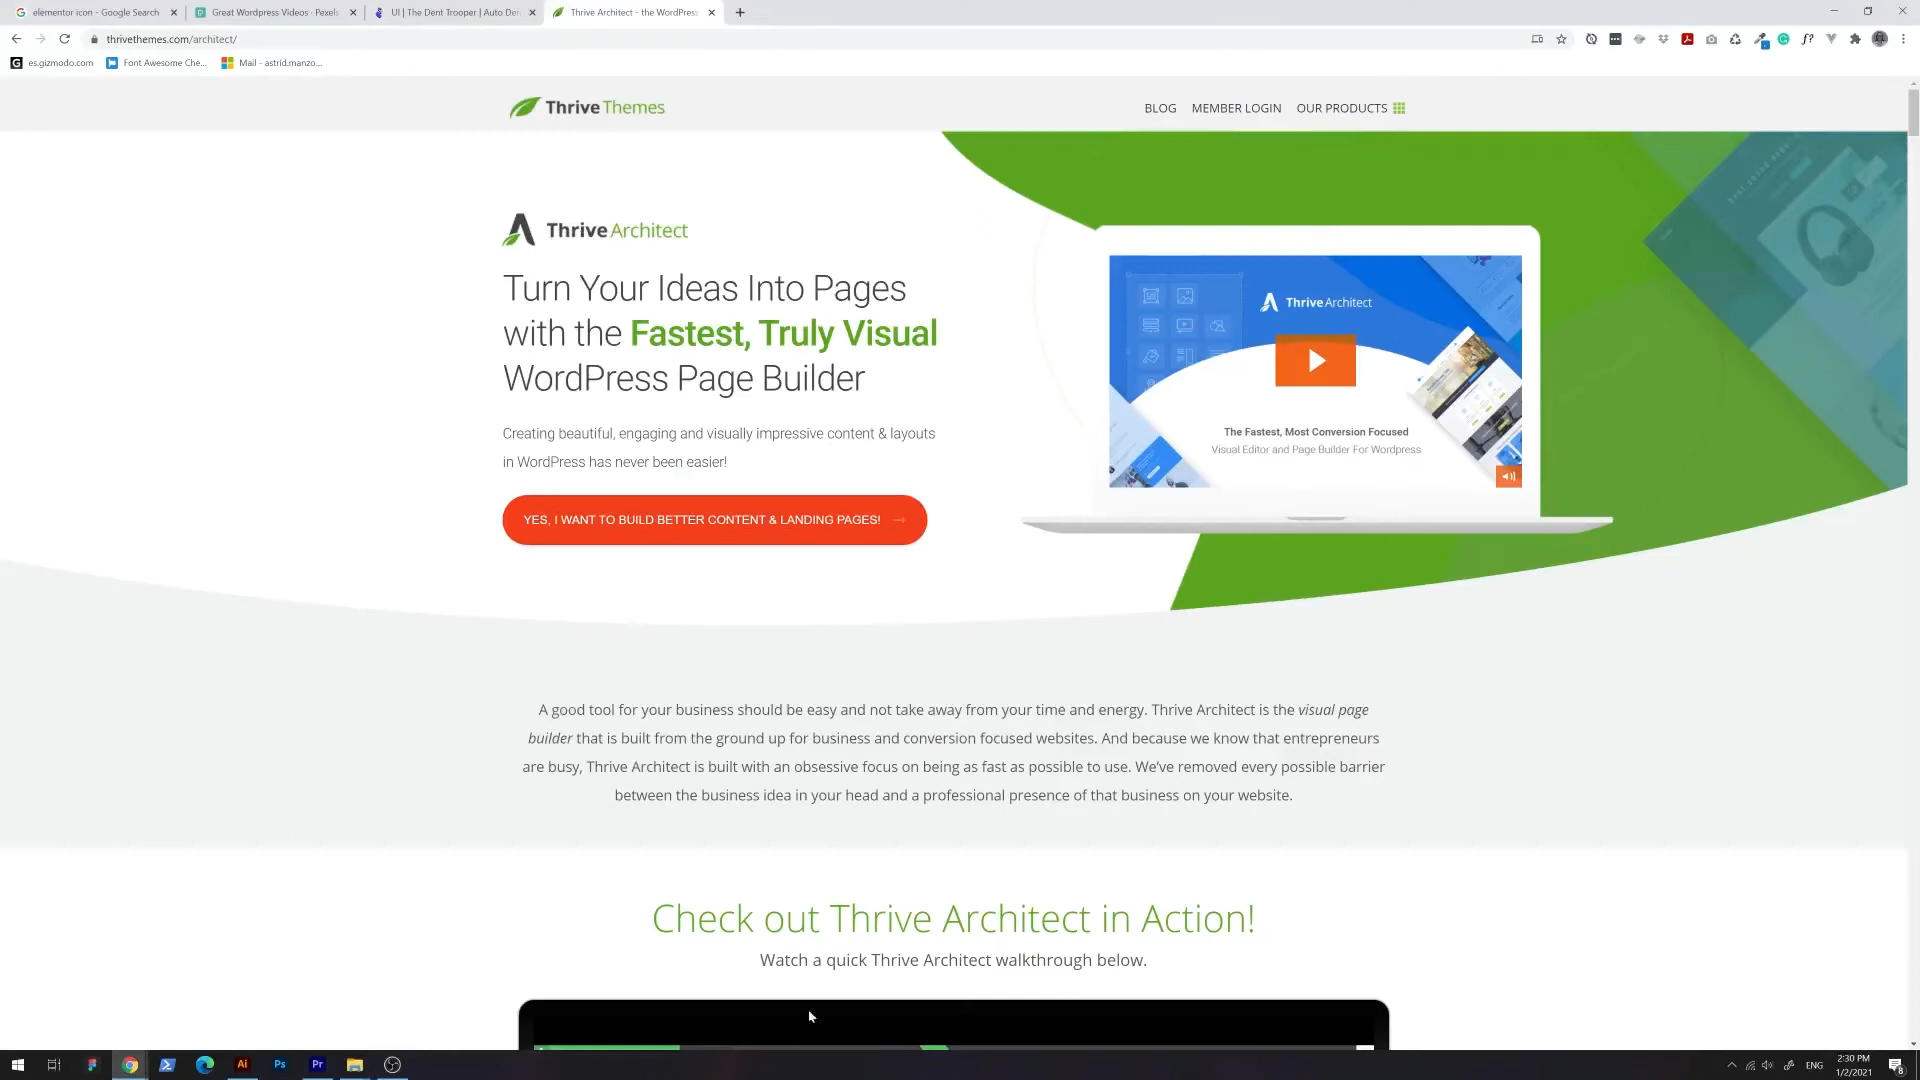 elementor icon - Google Search
Great Wordpress Videos · Pexels
UI | The Dent Trooper | Auto Den
Thrive Architect - the WordPress
thrivethemes.com/architect/
es.gizmodo.com
Font Awesome Che...
Mail - astrid.manzo...
Thrive Themes
BLOG
MEMBER LOGIN
OUR PRODUCTS
Thrive Architect
Turn Your Ideas Into Pages
with the Fastest, Truly Visual
WordPress Page Builder
Creating beautiful, engaging and visually impressive content & layouts
in WordPress has never been easier!
YES, I WANT TO BUILD BETTER CONTENT & LANDING PAGES!
Thrive Architect
The Fastest, Most Conversion Focused
Visual Editor and Page Builder For Wordpress
A good tool for your business should be easy and not take away from your time and energy. Thrive Architect is the visual page
builder that is built from the ground up for business and conversion focused websites. And because we know that entrepreneurs
are busy, Thrive Architect is built with an obsessive focus on being as fast as possible to use. We’ve removed every possible barrier
between the business idea in your head and a professional presence of that business on your website.
Check out Thrive Architect in Action!
Watch a quick Thrive Architect walkthrough below.
Ai
Ps
Pr
ENG
2:30 PM
1/2/2021